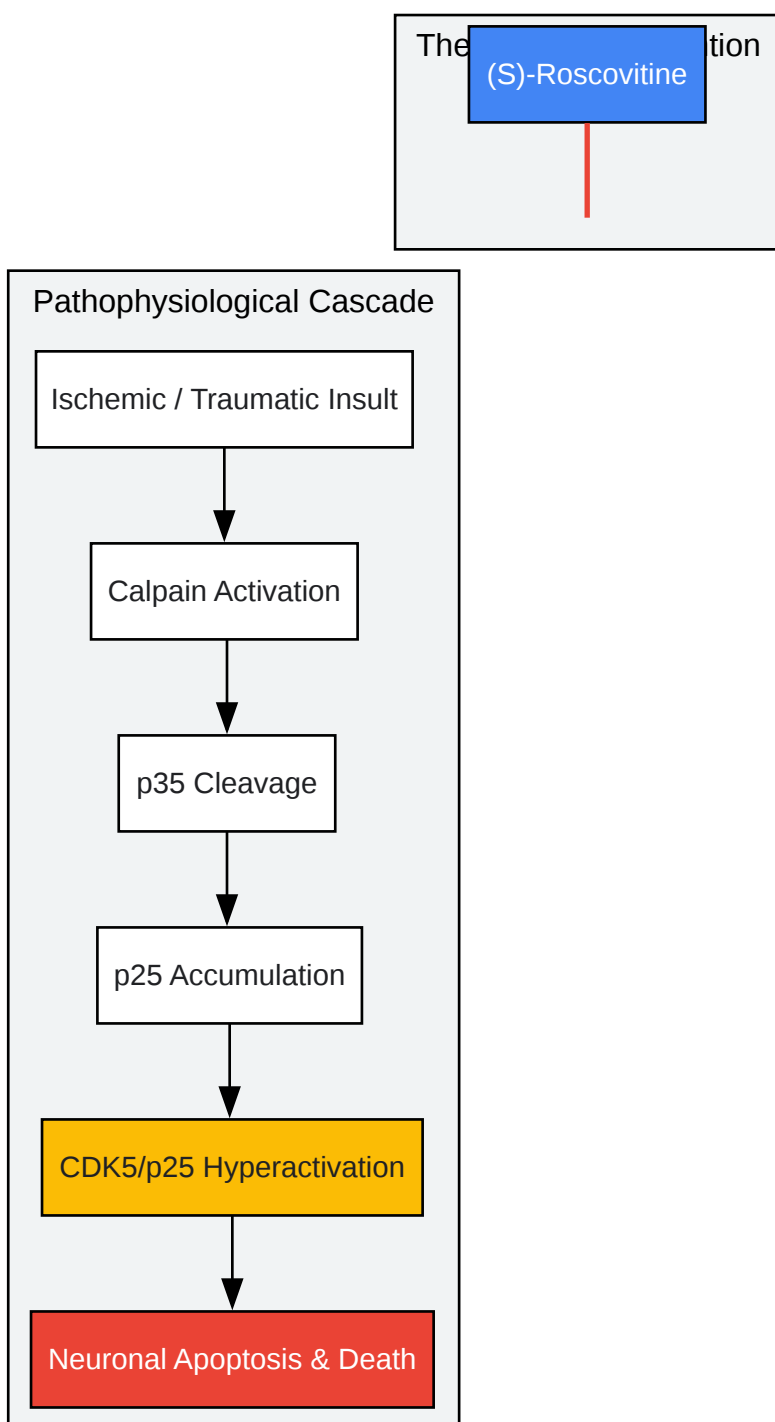 The
ution
(S)-Roscovitine
Pathophysiological Cascade
Ischemic / Traumatic Insult
Calpain Activation
p35 Cleavage
p25 Accumulation
CDK5/p25 Hyperactivation
Neuronal Apoptosis & Death